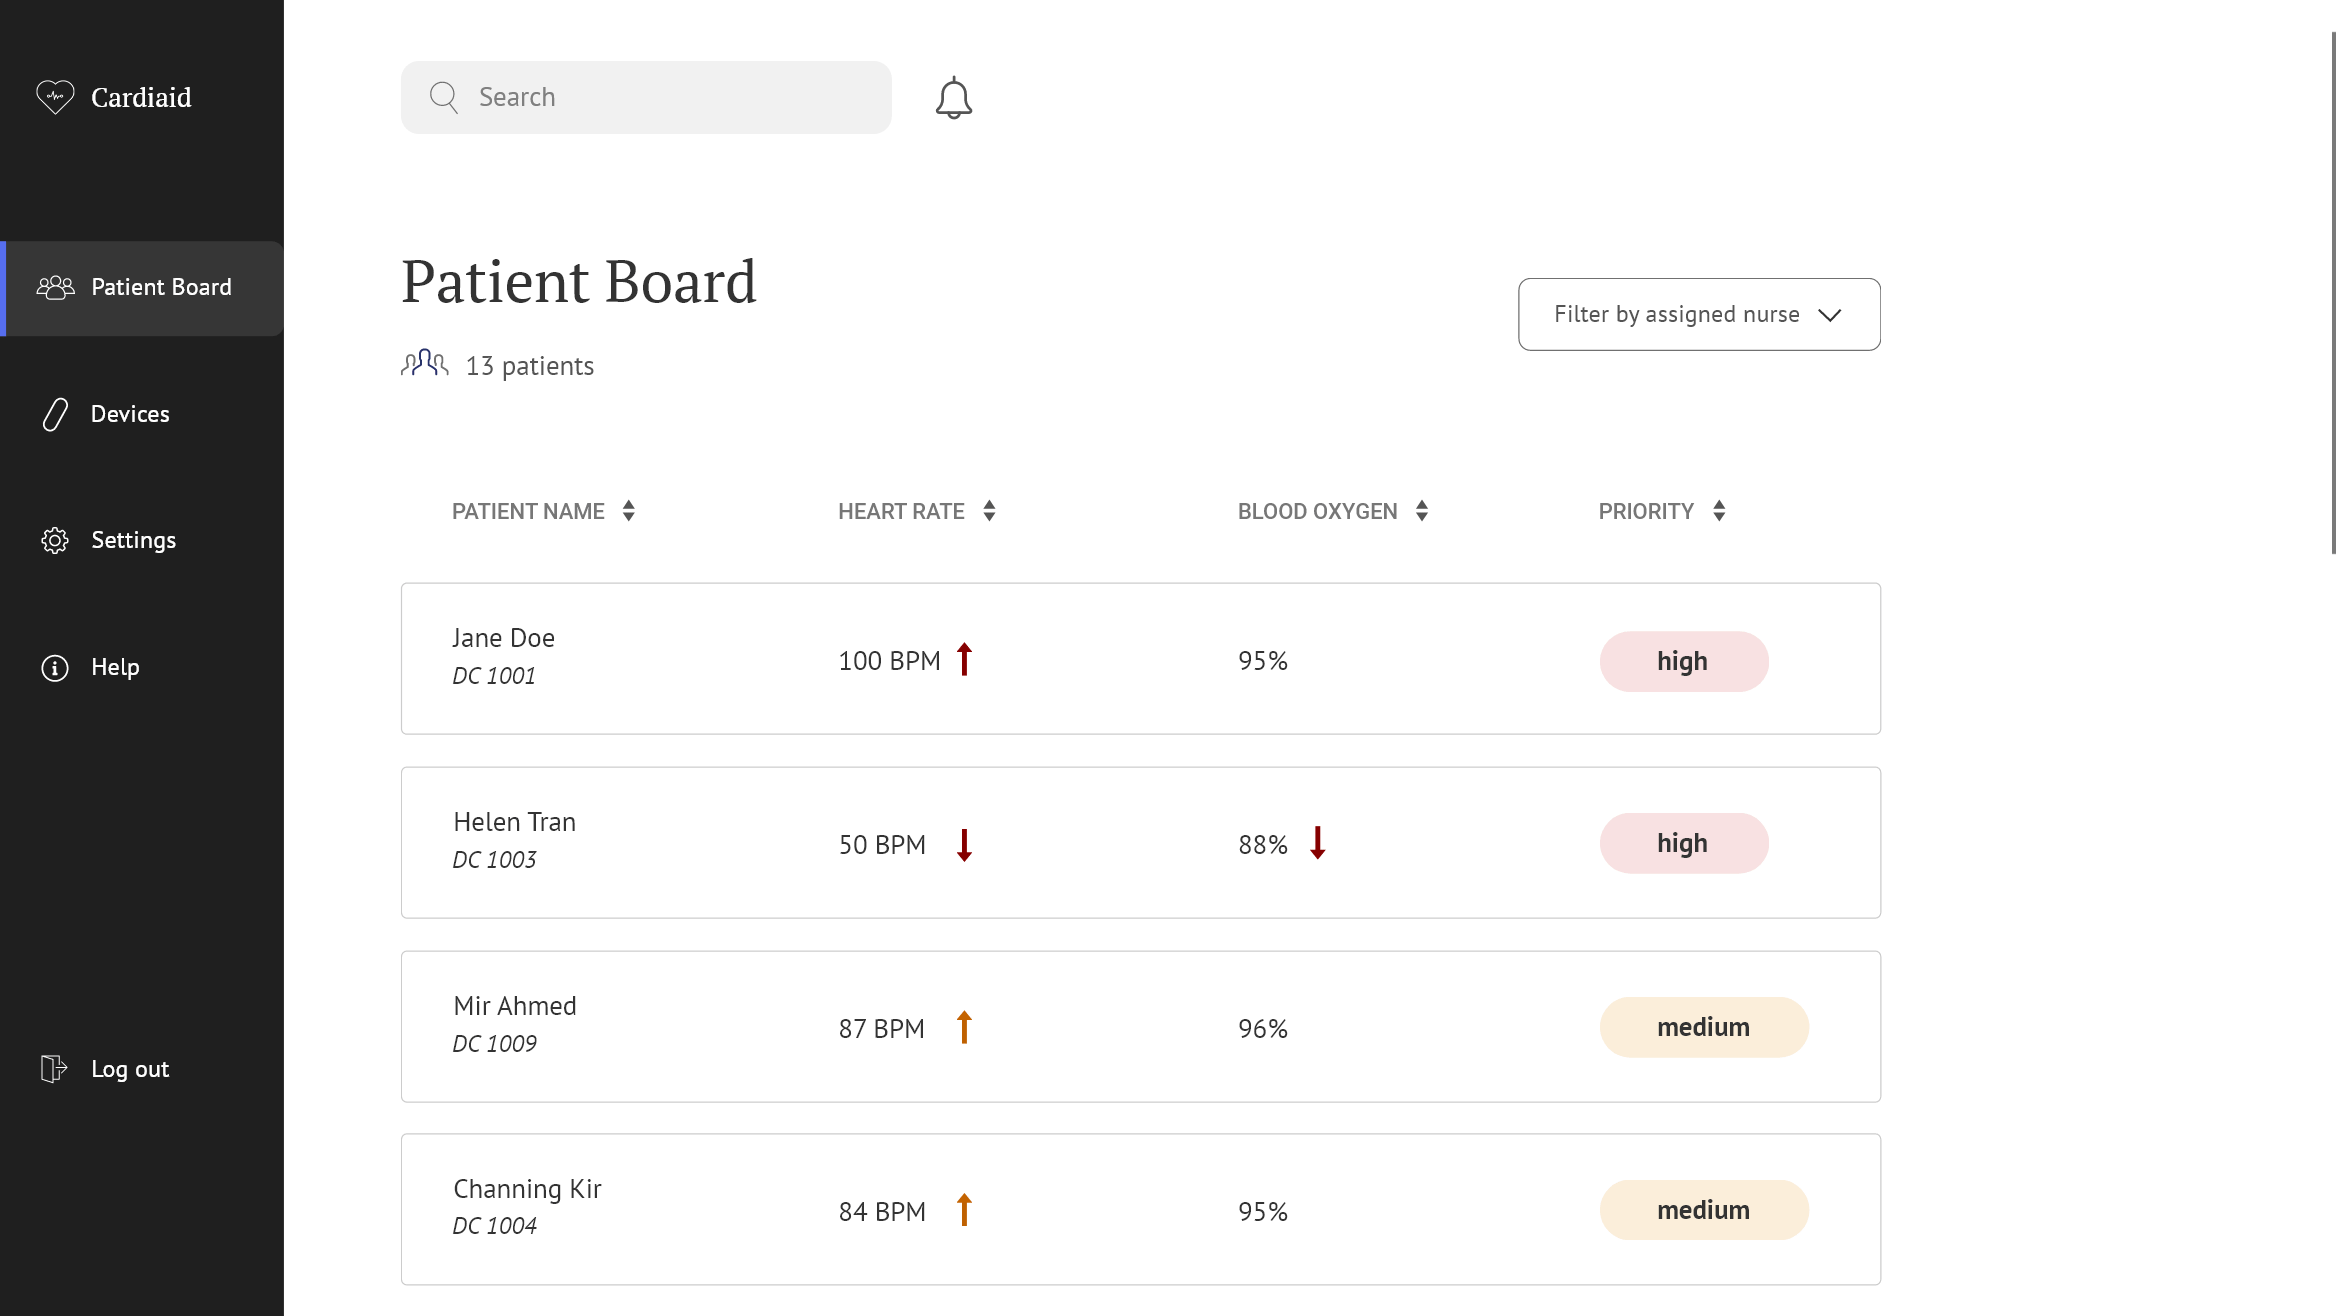 Cardiaid
Patient Board
Devices
Settings
Help
Log out
Search
Patient Board
13 patients
Filter by assigned nurse
PATIENT NAME HEART RATE BLOOD OXYGEN PRIORITY
Jane Doe
DC 1001
100 BPM 95% high
Helen Tran
DC 1003
50 BPM 88% high
Mir Ahmed
DC 1009
87 BPM 96% medium
Channing Kir
DC 1004
84 BPM 95% medium